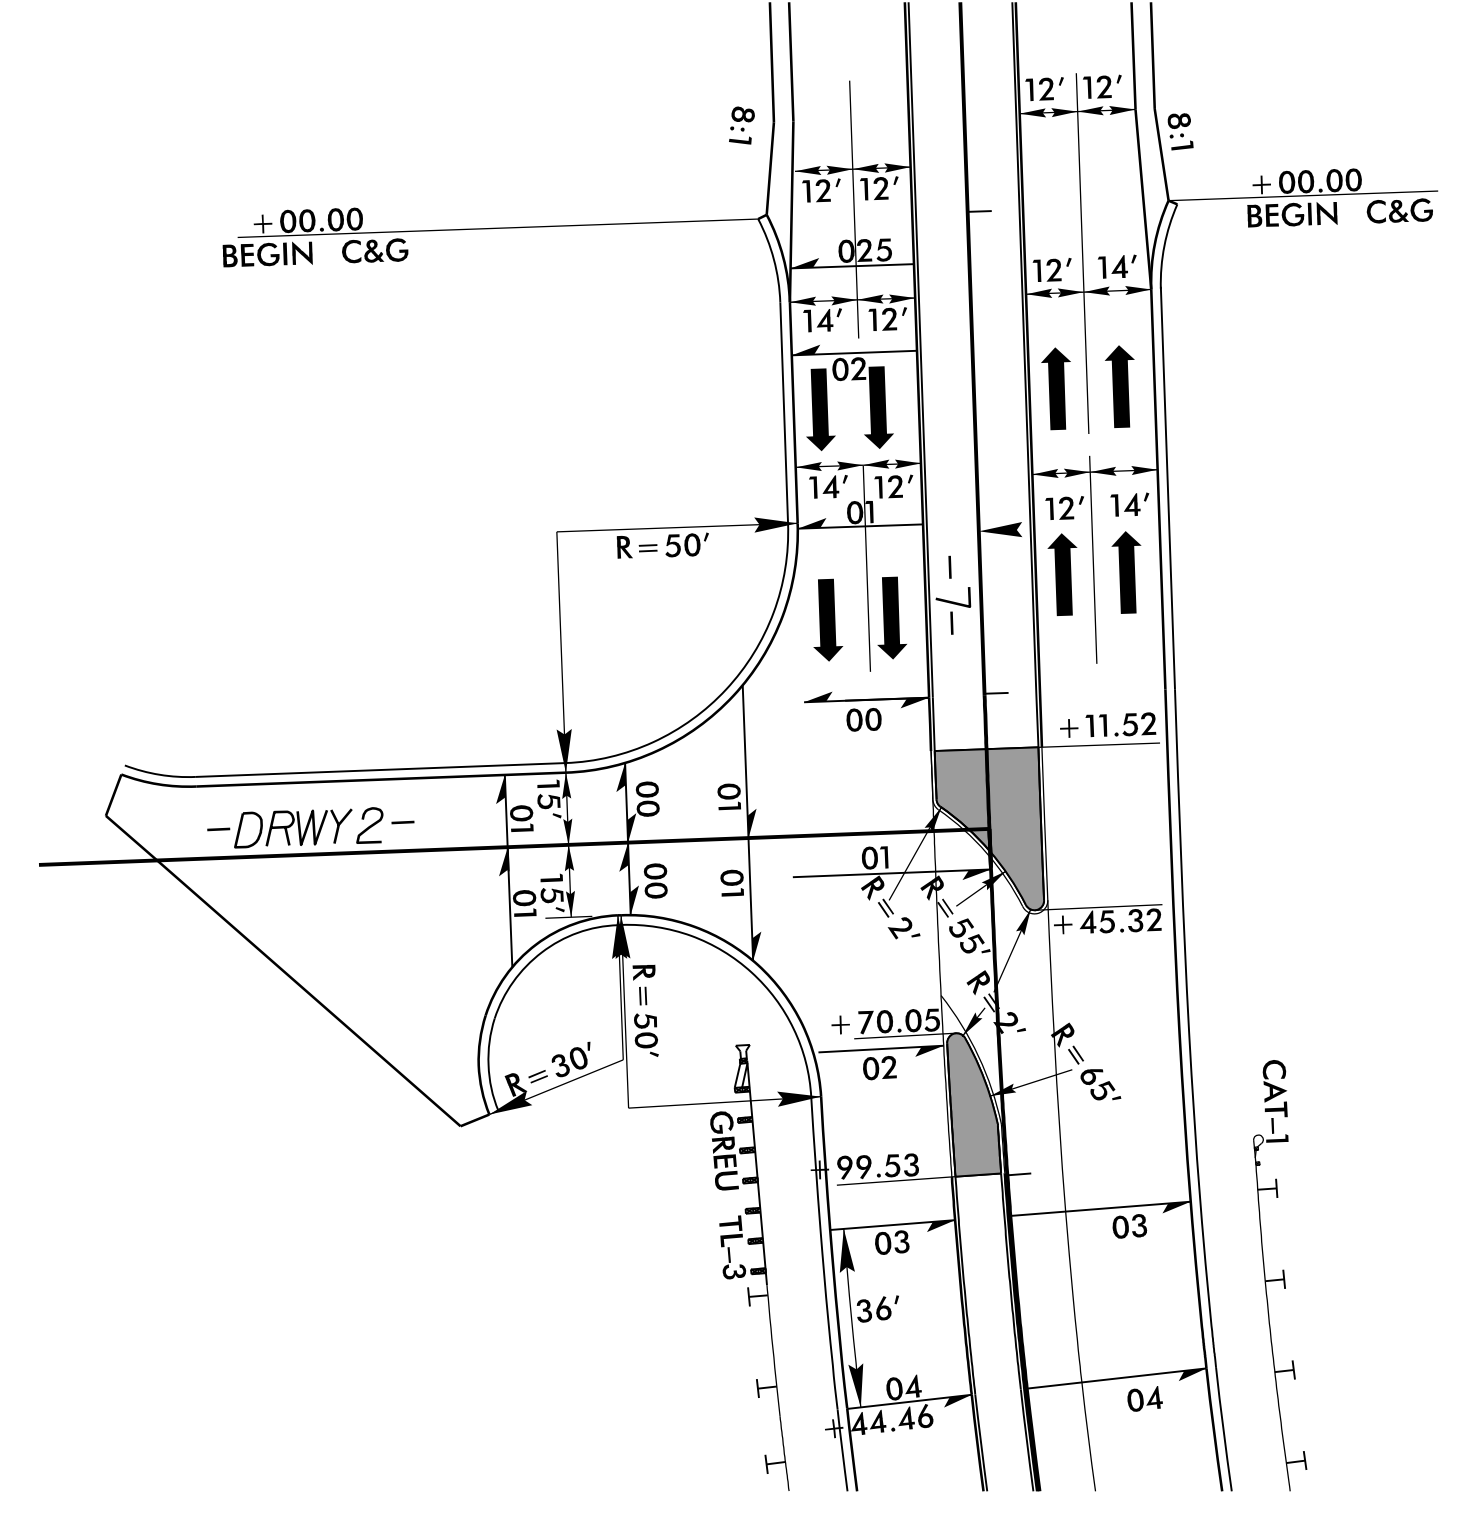 12' 12'
8:1
8:1
12' 12'
+00.00
BEGIN C&G
+00.00
BEGIN C&G
025
12' 14'
14' 12'
02
14' 12'
12' 14'
01
R=50'
-7-
00
+11.52
15'
01
00
01
-DRWY2-
01
15'
01
00
01
R=2'
R=55'
+45.32
R=50'
R=2'
+70.05
02
R=30'
R=65'
CAT-1
GREU TL-3
+99.53
03
03
36'
04
+44.46
04